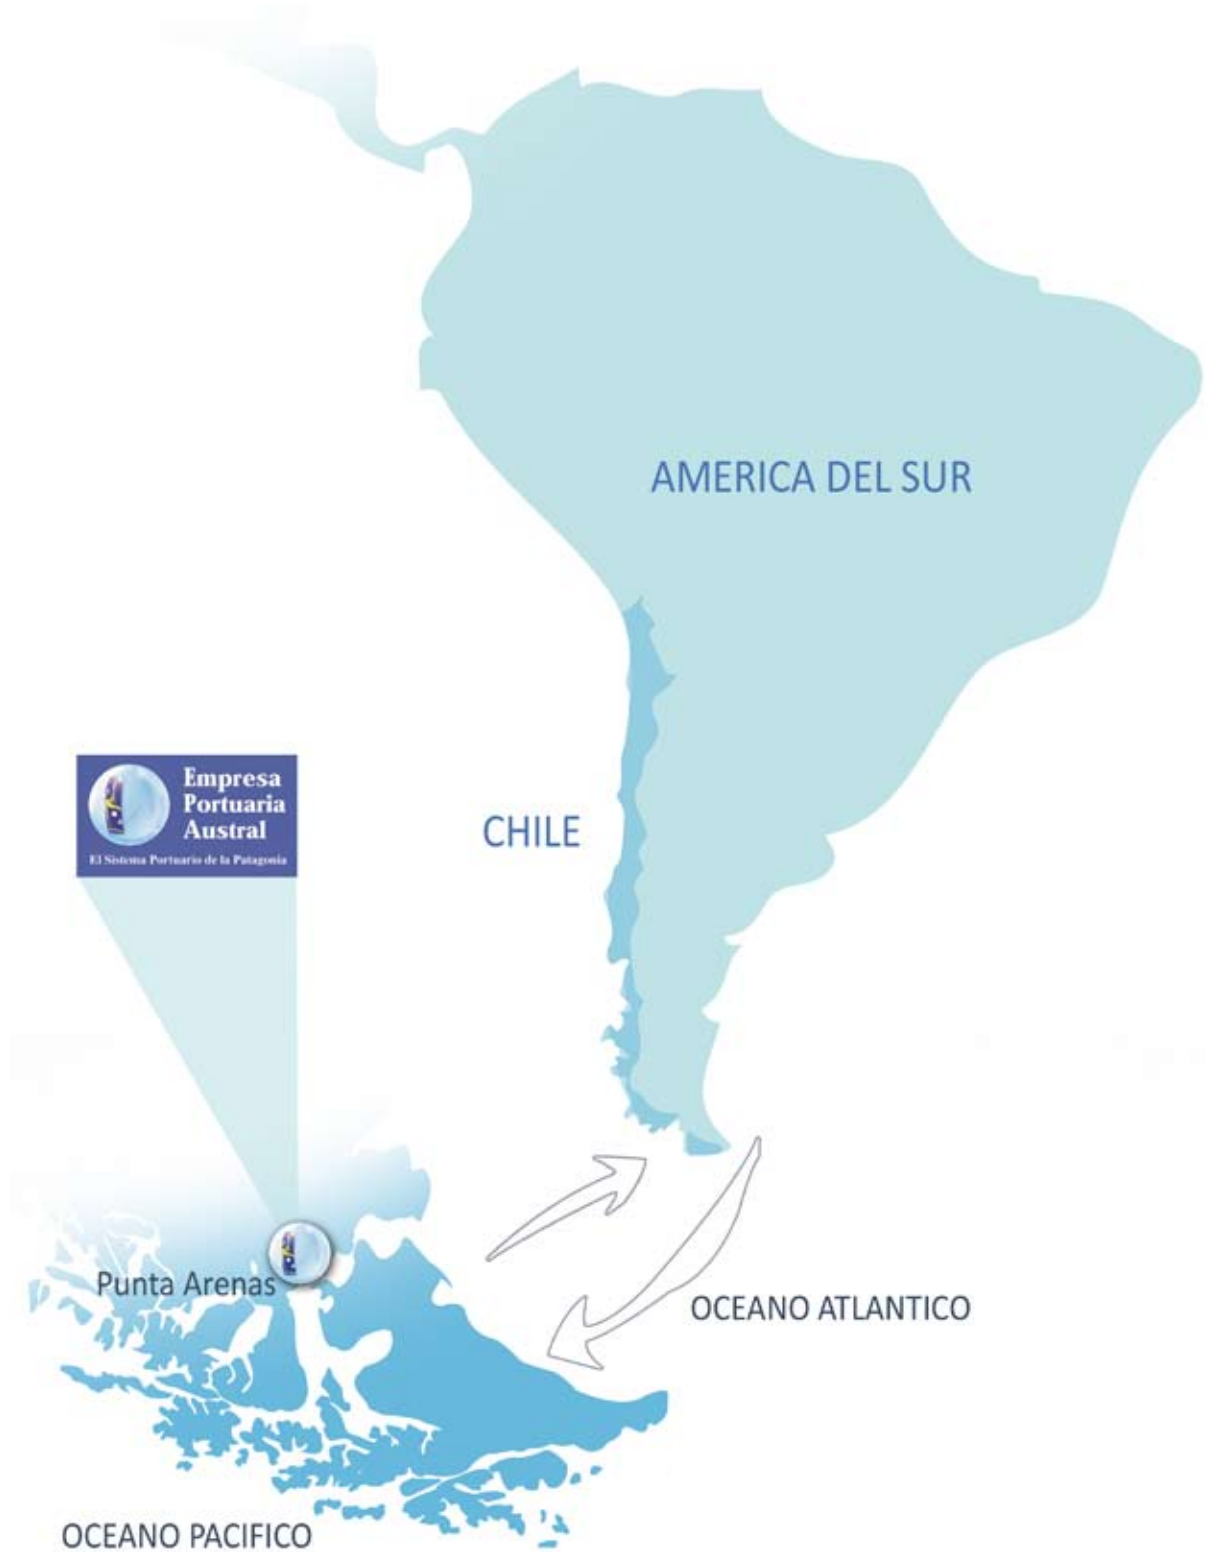 AMERICA DEL SUR
Empresa
Portuaria
Austral
El Sistema Portuario de la Patagonia
CHILE
Punta Arenas
OCEANO ATLANTICO
OCEANO PACIFICO